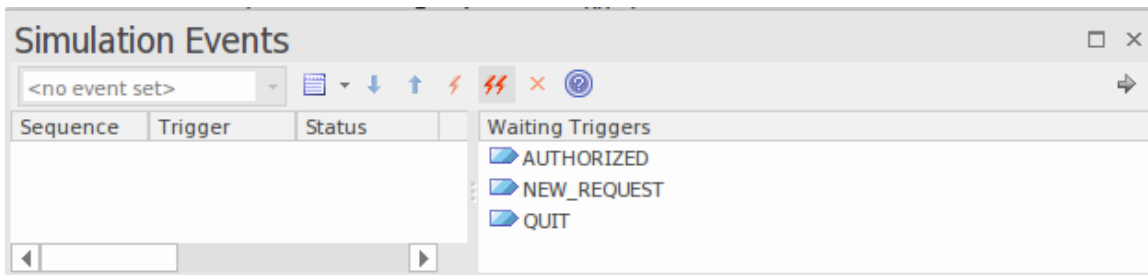 Simulation Events
<no event set>
Sequence Trigger Status
Waiting Triggers
AUTHORIZED
NEW_REQUEST
QUIT